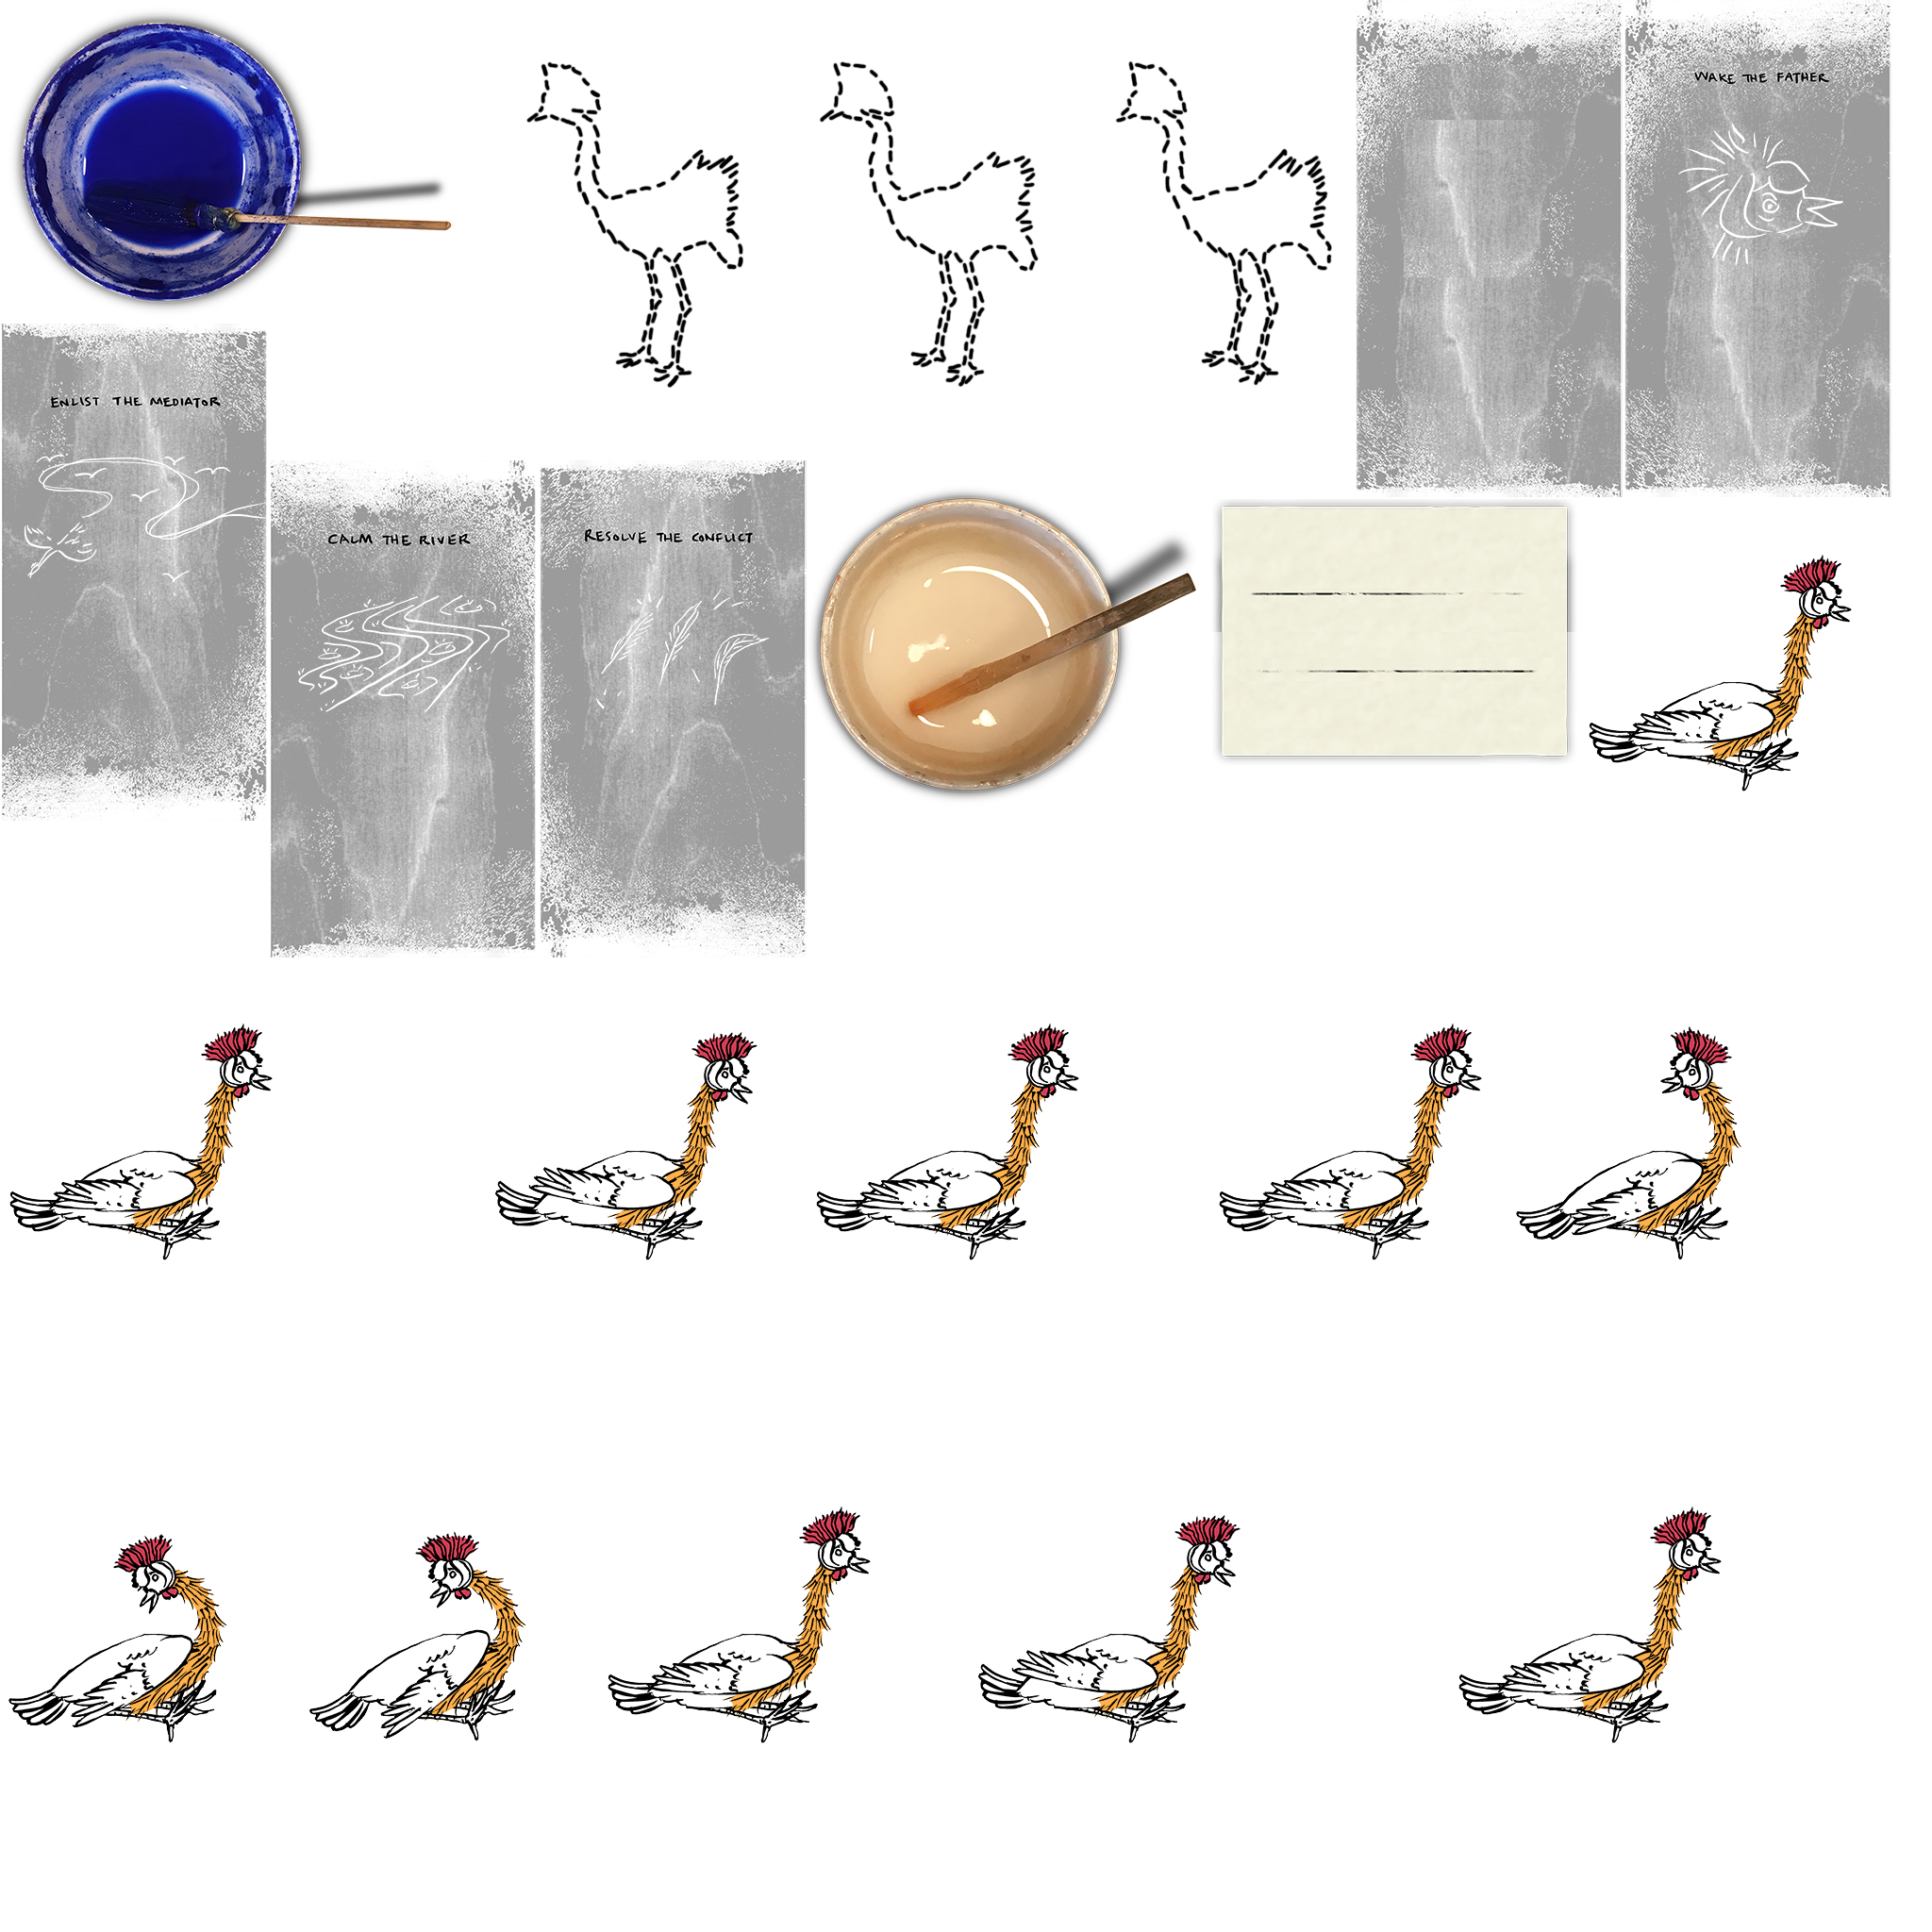 WAKE THE FATHER
ENLIST THE MEDIATOR
CALM THE RIVER
RESOLVE THE CONFLICT